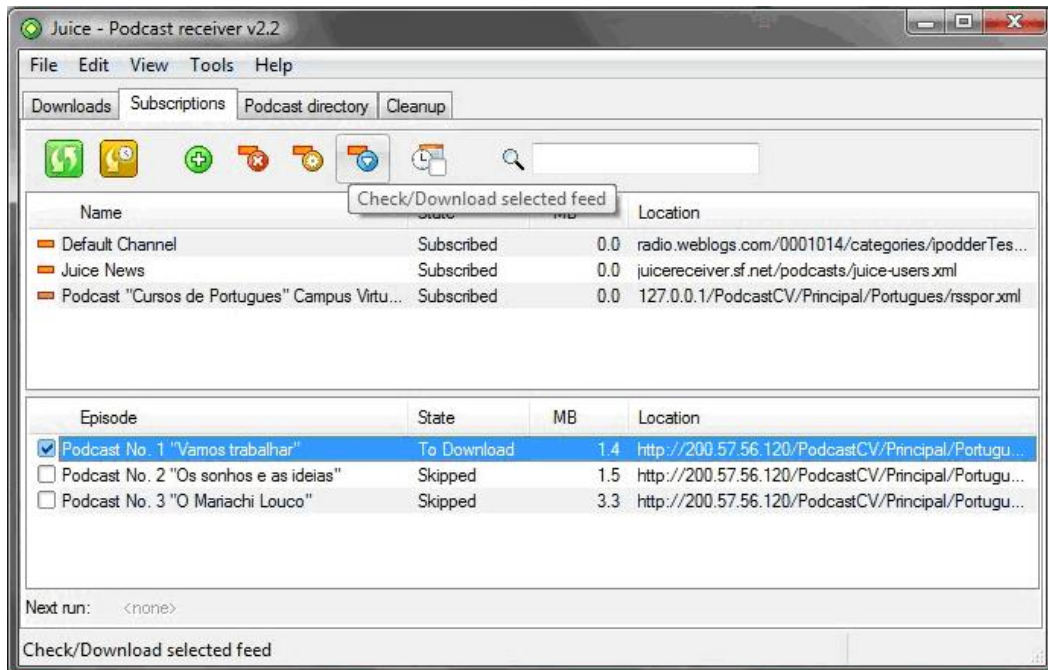 Juice - Podcast receiver v2.2
File Edit View Tools Help
Downloads Subscriptions Podcast directory Cleanup
Check/Download selected feed
Name State MB Location
Default Channel Subscribed 0.0 radio.weblogs.com/0001014/categories/ipodderTes...
Juice News Subscribed 0.0 juicereceiver.sf.net/podcasts/juice-users.xml
Podcast "Cursos de Portugues" Campus Virtu... Subscribed 0.0 127.0.0.1/PodcastCV/Principal/Portugues/rsspor.xml
Episode State MB Location
Podcast No. 1 "Vamos trabalhar" To Download 1.4 http://200.57.56.120/PodcastCV/Principal/Portugu...
Podcast No. 2 "Os sonhos e as ideias" Skipped 1.5 http://200.57.56.120/PodcastCV/Principal/Portugu...
Podcast No. 3 "O Mariachi Louco" Skipped 3.3 http://200.57.56.120/PodcastCV/Principal/Portugu...
Next run: <none>
Check/Download selected feed